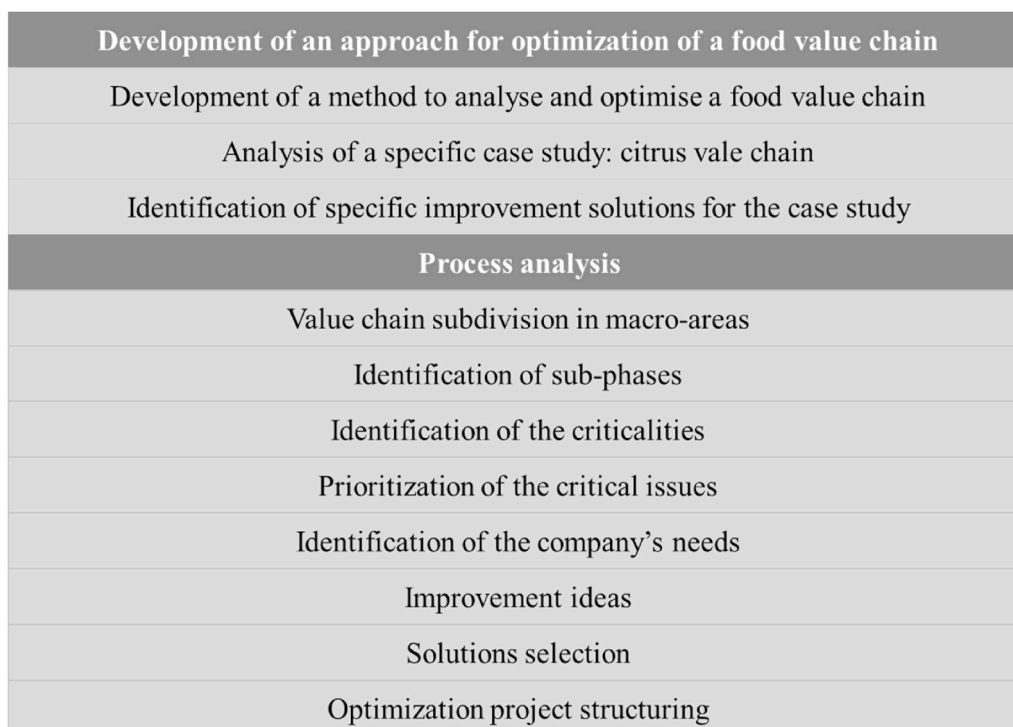 Development of an approach for optimization of a food value chain
Development of a method to analyse and optimise a food value chain
Analysis of a specific case study: citrus vale chain
Identification of specific improvement solutions for the case study
Process analysis
Value chain subdivision in macro-areas
Identification of sub-phases
Identification of the criticalities
Prioritization of the critical issues
Identification of the company’s needs
Improvement ideas
Solutions selection
Optimization project structuring